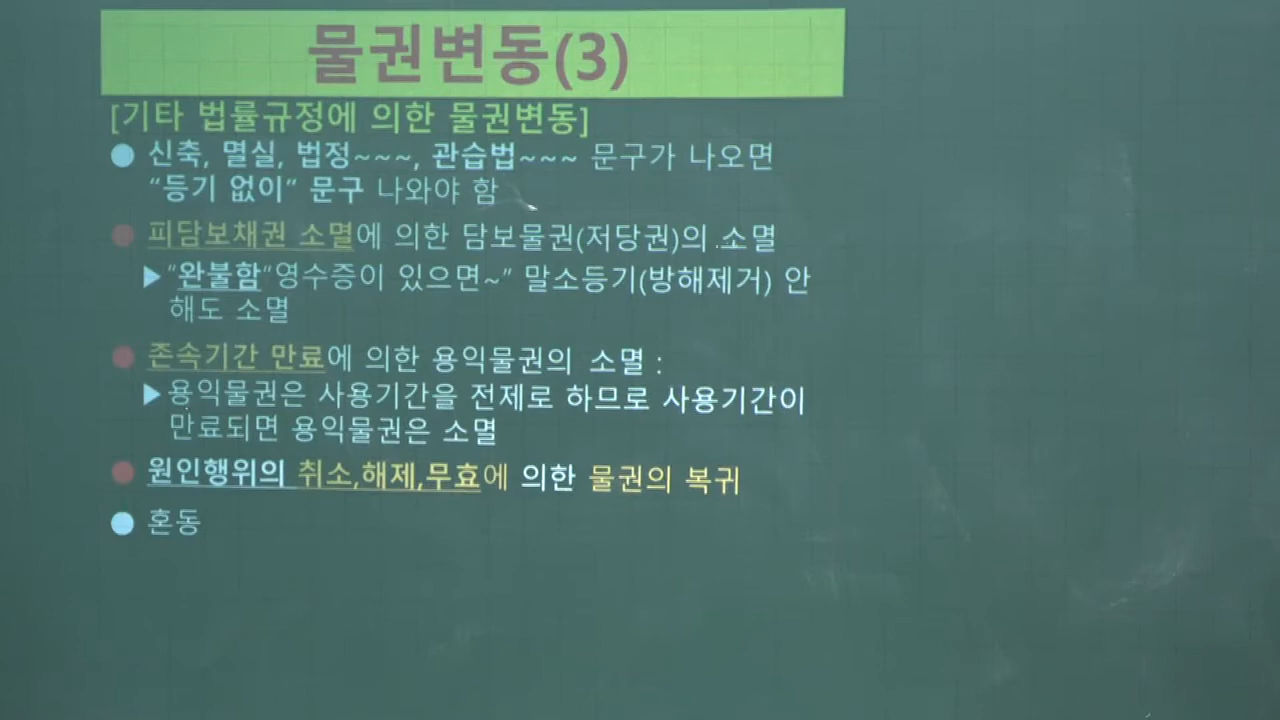 물권변동(3)
[기타 법률규정에 의한 물권변동]
● 신축, 멸실, 법정~~~, 관습법~~~ 문구가 나오면
“등기 없이” 문구 나와야 함
● 피담보채권 소멸에 의한 담보물권(저당권)의 소멸
▶"완불함"영수증이 있으면~" 말소등기(방해제거) 안
해도 소멸
● 존속기간 만료에 의한 용익물권의 소멸 :
▶용익물권은 사용기간을 전제로 하므로 사용기간이
만료되면 용익물권은 소멸
● 원인행위의 취소,해제,무효에 의한 물권의 복귀
● 혼동